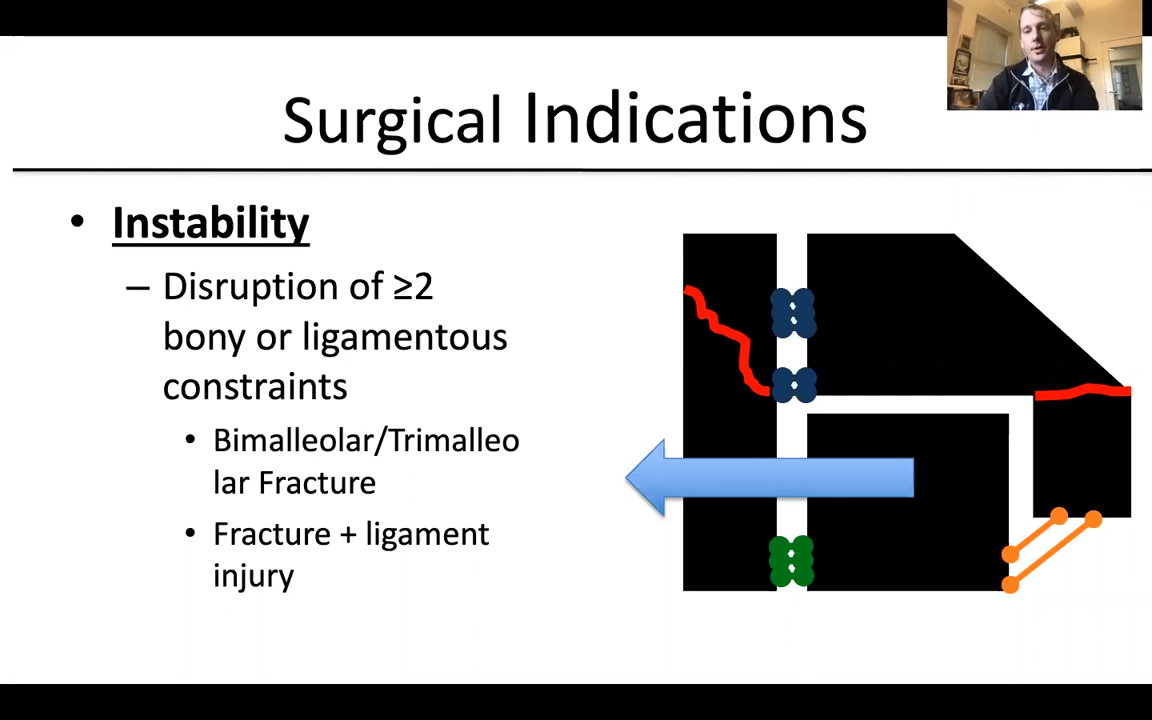 Surgical Indications
• Instability
– Disruption of ≥2
bony or ligamentous
constraints
• Bimalleolar/Trimalleo
lar Fracture
• Fracture + ligament
injury